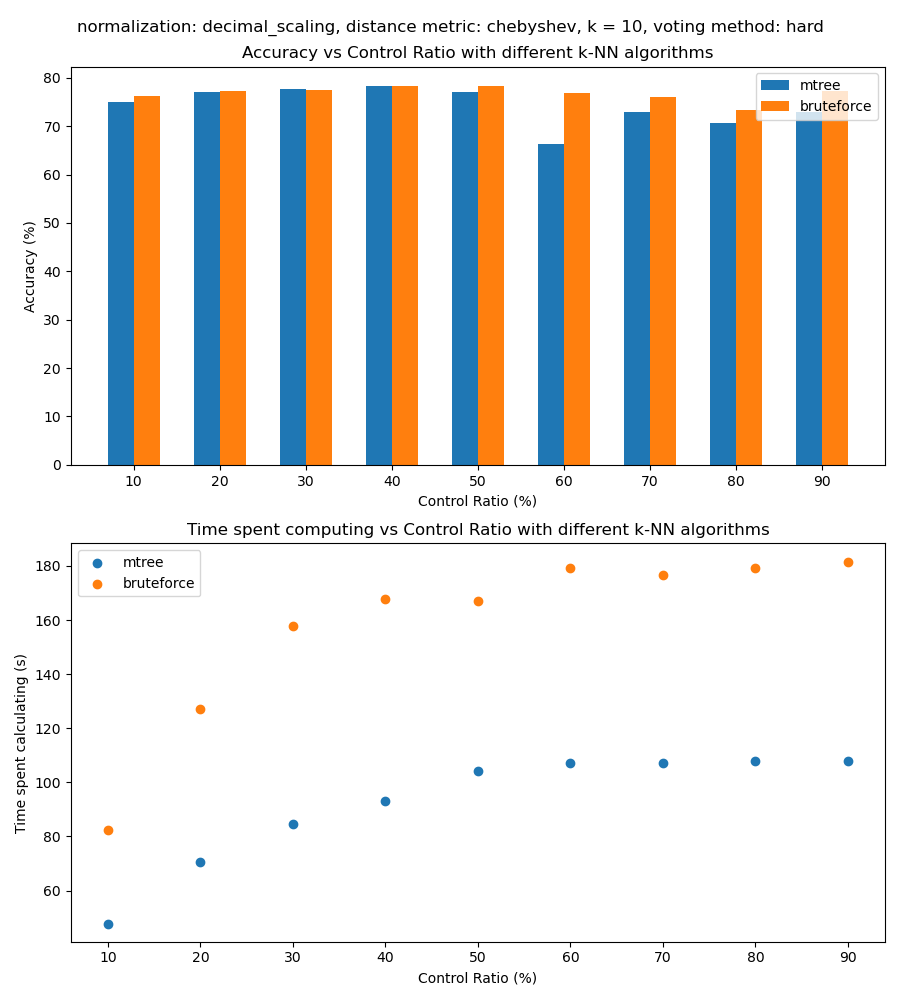 normalization: decimal_scaling, distance metric: chebyshev, k = 10, voting method: hard
Accuracy vs Control Ratio with different k-NN algorithms
mtree
bruteforce
80
70
60
50
40
30
20
10
0
Accuracy (%)
10 20 30 40 50 60 70 80 90
Control Ratio (%)
Time spent computing vs Control Ratio with different k-NN algorithms
mtree
bruteforce
180
160
140
120
100
80
60
Time spent calculating (s)
10 20 30 40 50 60 70 80 90
Control Ratio (%)